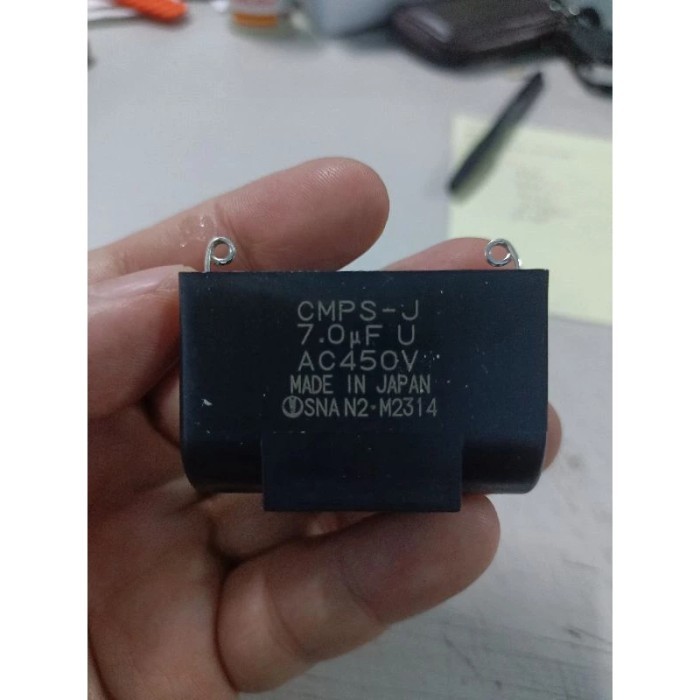 CMPS-J
7.0μF U
AC450V
MADE IN JAPAN
SNA N2·M2314